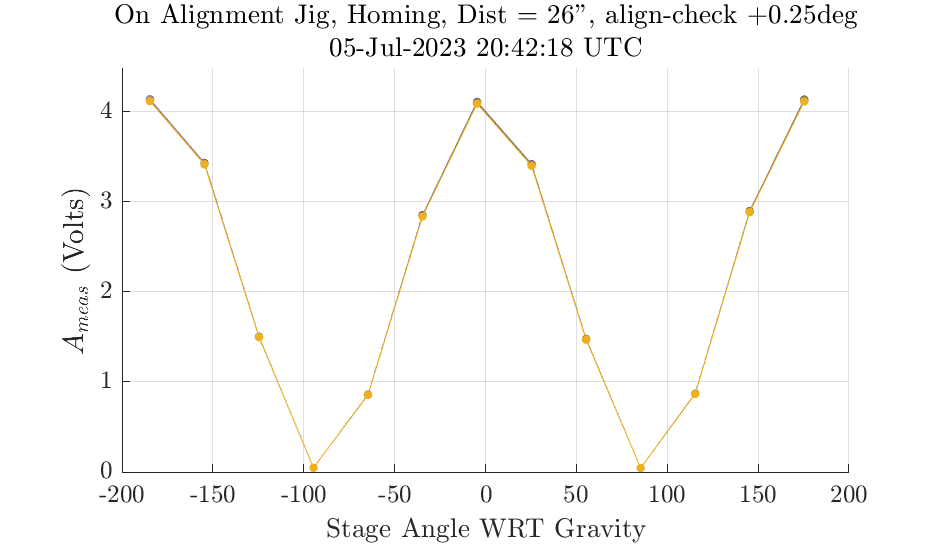 On Alignment Jig, Homing, Dist = 26”, align-check +0.25deg
05-Jul-2023 20:42:18 UTC
A_meas (Volts)
4
3
2
1
0
-200 -150 -100 -50 0 50 100 150 200
Stage Angle WRT Gravity